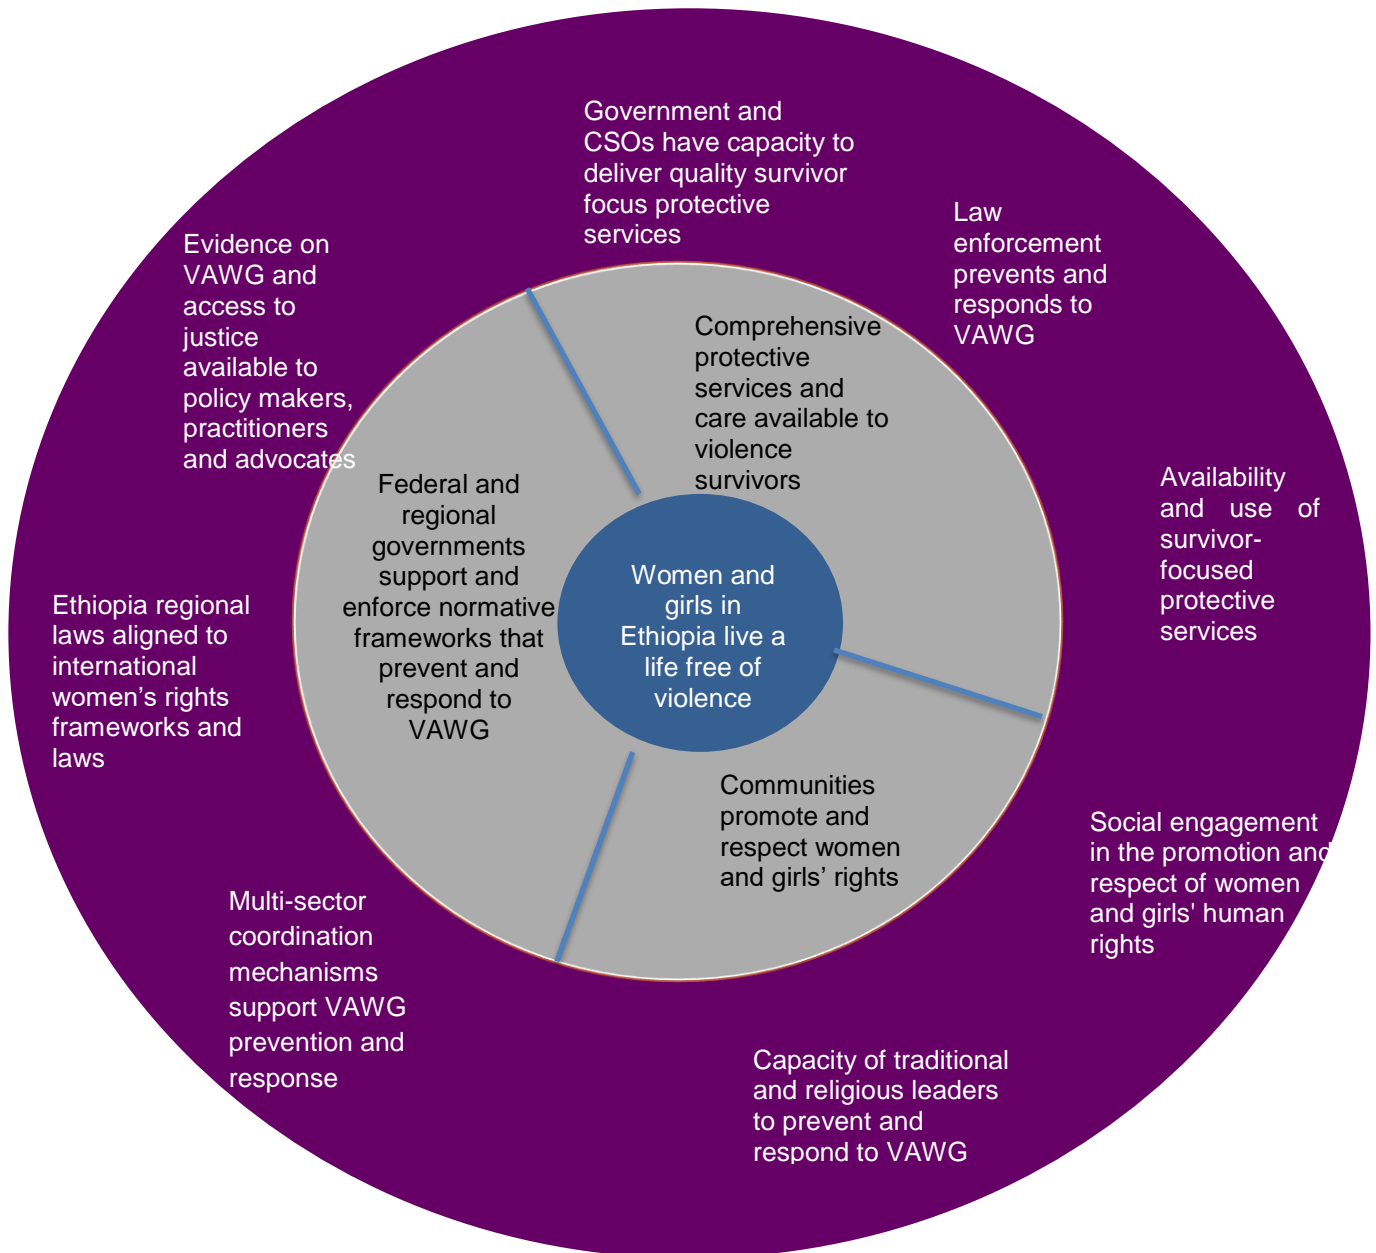 Government and
CSOs have capacity to
deliver quality survivor
focus protective
services
Law
enforcement
prevents and
responds to
VAWG
Evidence on
VAWG and
access to
justice
available to
policy makers,
practitioners
and advocates
Comprehensive
protective
services and
care available to
violence
survivors
Availability
and use of
survivor-
focused
protective
services
Federal and
regional
governments
support and
enforce normative
frameworks that
prevent and
respond to
VAWG
Women and
girls in
Ethiopia live a
life free of
violence
Ethiopia regional
laws aligned to
international
women’s rights
frameworks and
laws
Communities
promote and
respect women
and girls’ rights
Social engagement
in the promotion and
respect of women
and girls' human
rights
Multi-sector
coordination
mechanisms
support VAWG
prevention and
response
Capacity of traditional
and religious leaders
to prevent and
respond to VAWG